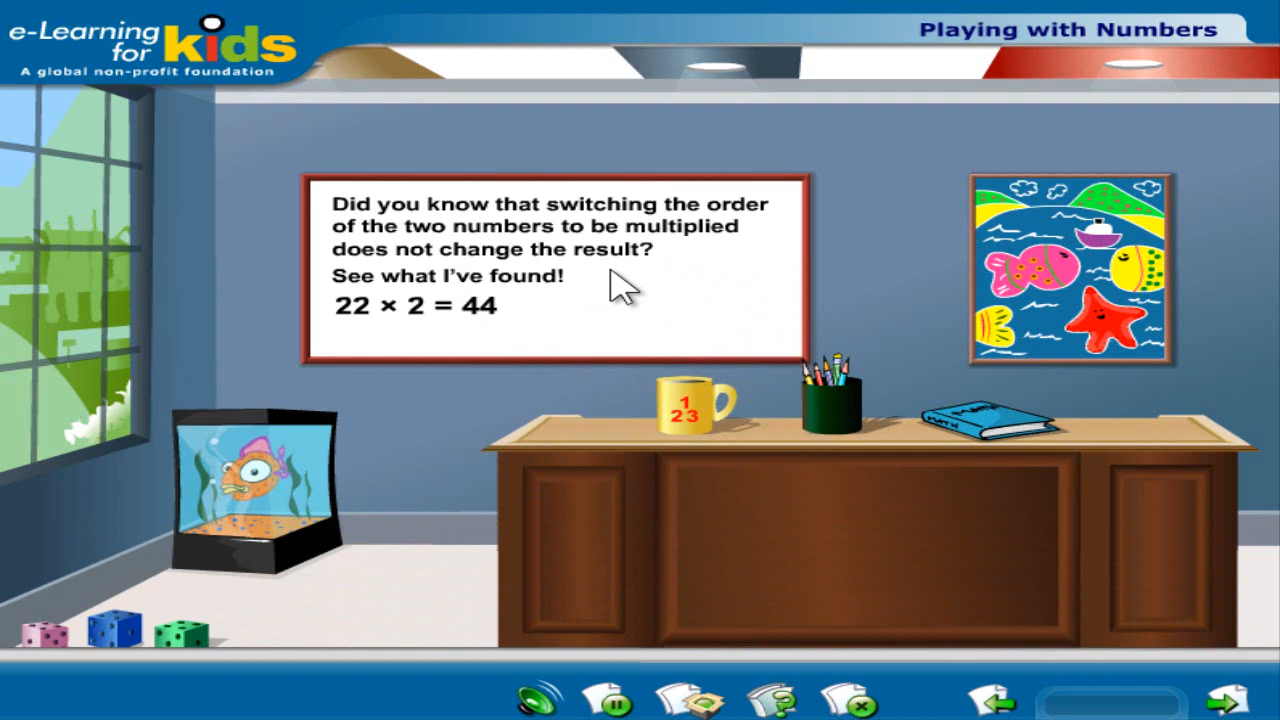 e-Learning
for kids
A global non-profit foundation
Playing with Numbers
Did you know that switching the order
of the two numbers to be multiplied
does not change the result?
See what I've found!
22 × 2 = 44
1
23
MATH
MATH